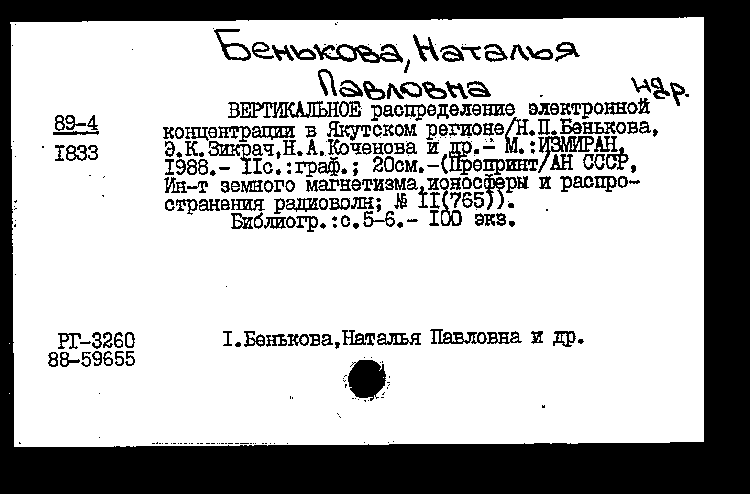 Бенькова, Наталья
Павловна и др.
ВЕРТИКАЛЬНОЕ распределение электронной
89-4
концентрации в Якутском регионе/Н.П.Бенькова,
I833
Э.К.Зикрач,Н.А.Коченова и др.- М.:ИЗМИРАН,
I988.- IIс.:граф.; 20см.-(Препринт/АН СССР,
Ин-т земного магнетизма,ионосферы и распро-
странения радиоволн; № II(765)).
Библиогр.:с.5-6.- I00 экз.
РГ-3260
I.Бенькова,Наталья Павловна и др.
88-59655